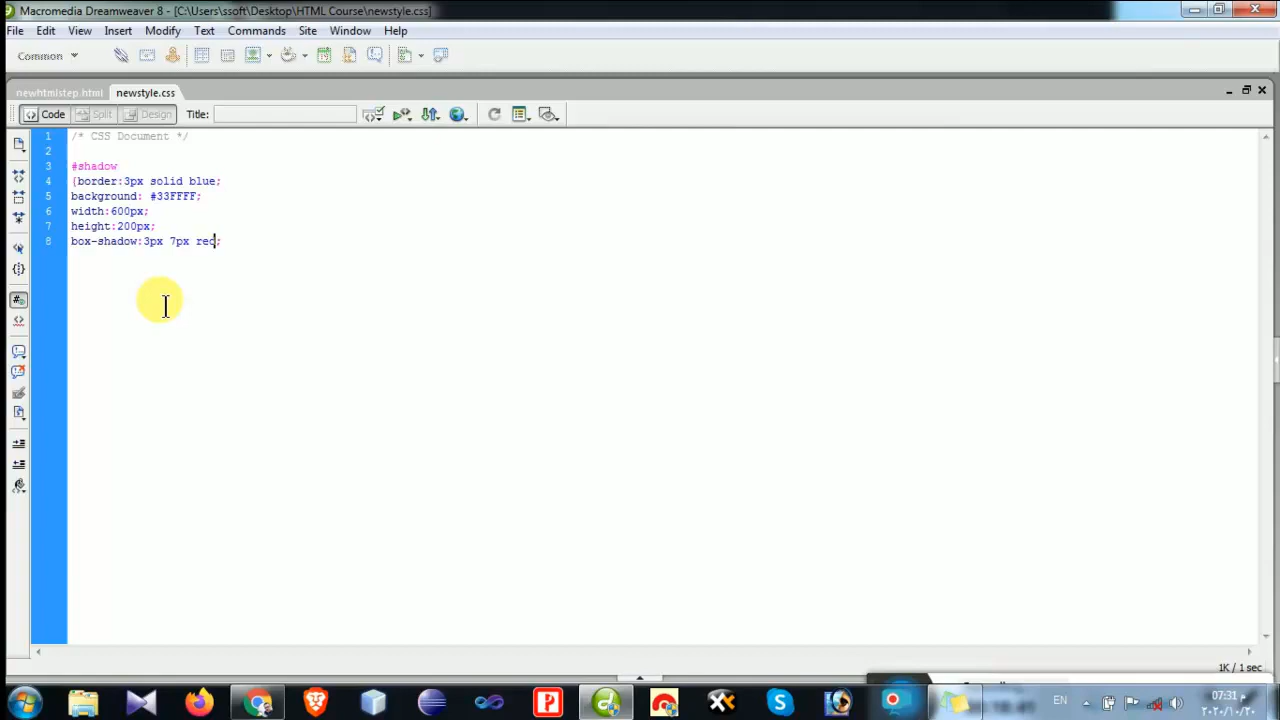 Macromedia Dreamweaver 8 - [C:\Users\ssoft\Desktop\HTML Course\newstyle.css]
File Edit View Insert Modify Text Commands Site Window Help
Common
newhtmlstep.html newstyle.css
Code Split Design Title:
1 /* CSS Document */
2
3 #shadow
4 {border:3px solid blue;
5 background: #33FFFF;
6 width:600px;
7 height:200px;
8 box-shadow:3px 7px red;
1K / 1 sec
EN 07:31 م
٢٠٢٠/١٠/٢٠